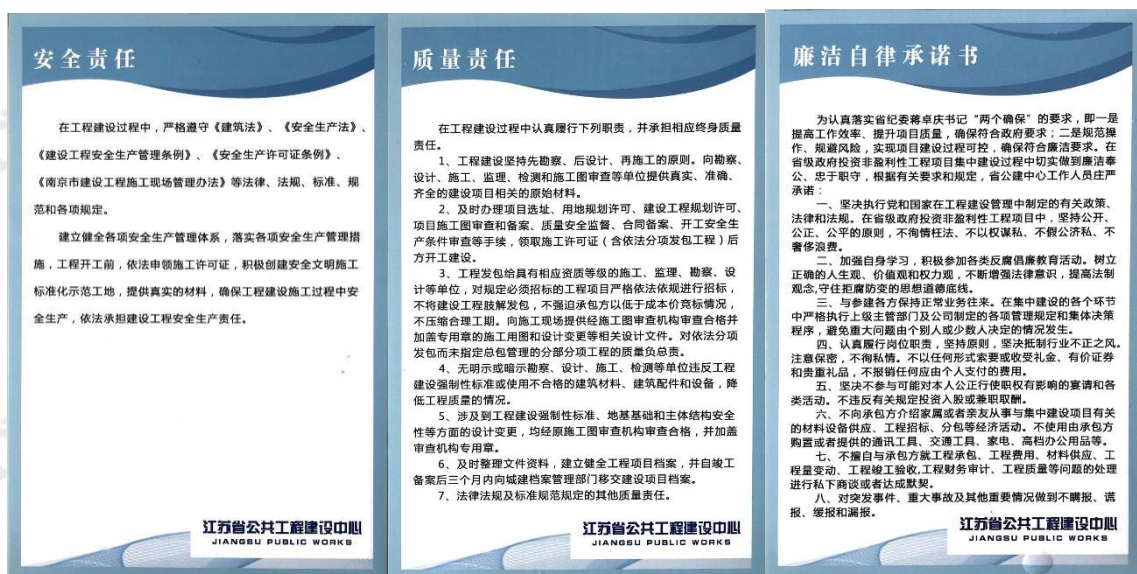 安全责任
在工程建设过程中，严格遵守《建筑法》、《安全生产法》、
《建设工程安全生产管理条例》、《安全生产许可证条例》、
《南京市建设工程施工现场管理办法》等法律、法规、标准、规
范和各项规定。
建立健全各项安全生产管理体系，落实各项安全生产管理措
施，工程开工前，依法申领施工许可证，积极创建安全文明施工
标准化示范工地，提供真实的材料，确保工程建设施工过程中安
全生产，依法承担建设工程安全生产责任。
江苏省公共工程建设中心
JIANGSU PUBLIC WORKS
质量责任
在工程建设过程中认真履行下列职责，并承担相应终身质量
责任。
1、工程建设坚持先勘察、后设计、再施工的原则。向勘察、
设计、施工、监理、检测和施工图审查等单位提供真实、准确、
齐全的建设项目相关的原始材料。
2、及时办理项目选址、用地规划许可、建设工程规划许可、
项目施工图审查和备案、质量安全监督、合同备案、开工安全生
产条件审查等手续，领取施工许可证（含依法分项发包工程）后
方开工建设。
3、工程发包给具有相应资质等级的施工、监理、勘察、设
计等单位，对规定必须招标的工程项目严格依法依规进行招标，
不将建设工程肢解发包，不强迫承包方以低于成本价竞标情况，
不压缩合理工期。向施工现场提供经施工图审查机构审查合格并
加盖专用章的施工用图和设计变更等相关设计文件。对依法分项
发包而未指定总包管理的分部分项工程的质量负总责。
4、无明示或暗示勘察、设计、施工、检测等单位违反工程
建设强制性标准或使用不合格的建筑材料、建筑配件和设备，降
低工程质量的情况。
5、涉及到工程建设强制性标准、地基基础和主体结构安全
性等方面的设计变更，均经原施工图审查机构审查合格，并加盖
审查机构专用章。
6、及时整理文件资料，建立健全工程项目档案，并自竣工
备案后三个月内向城建档案管理部门移交建设项目档案。
7、法律法规及标准规范规定的其他质量责任。
江苏省公共工程建设中心
JIANGSU PUBLIC WORKS
廉洁自律承诺书
为认真落实省纪委蒋卓庆书记“两个确保”的要求，即一是
提高工作效率、提升项目质量，确保符合政府要求；二是规范操
作、规避风险，实现项目建设过程可控，确保符合廉洁要求。在
省级政府投资非盈利性工程项目集中建设过程中切实做到廉洁奉
公、忠于职守，根据有关要求和规定，省公建中心工作人员庄严
承诺：
一、坚决执行党和国家在工程建设管理中制定的有关政策、
法律和法规。在省级政府投资非盈利性工程项目中，坚持公开、
公正、公平的原则，不徇情枉法、不以权谋私、不假公济私、不
奢侈浪费。
二、加强自身学习，积极参加各类反腐倡廉教育活动。树立
正确的人生观、价值观和权力观，不断增强法律意识，提高法制
观念,守住拒腐防变的思想道德底线。
三、与参建各方保持正常业务往来。在集中建设的各个环节
中严格执行上级主管部门及公司制定的各项管理规定和集体决策
程序，避免重大问题由个别人或少数人决定的情况发生。
四、认真履行岗位职责，坚持原则，坚决抵制行业不正之风。
注意保密，不徇私情。不以任何形式索要或收受礼金、有价证券
和贵重礼品，不报销任何应由个人支付的费用。
五、坚决不参与可能对本人公正行使职权有影响的宴请和各
类活动。不违反有关规定投资入股或兼职取酬。
六、不向承包方介绍家属或者亲友从事与集中建设项目有关
的材料设备供应、工程招标、分包等经济活动。不使用由承包方
购置或者提供的通讯工具、交通工具、家电、高档办公用品等。
七、不擅自与承包方就工程承包、工程费用、材料供应、工
程量变动、工程竣工验收,工程财务审计、工程质量等问题的处理
进行私下商谈或者达成默契。
八、对突发事件、重大事故及其他重要情况做到不瞒报、谎
报、缓报和漏报。
江苏省公共工程建设中心
JIANGSU PUBLIC WORKS